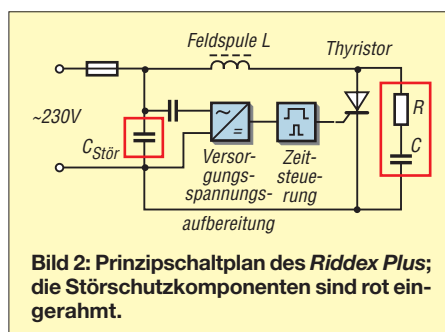 Feldspule L
Thyristor
~230V
CStör
~
=
R
C
Versor-
gungs-
spannungs-
aufbereitung
Zeit-
steue-
rung
Bild 2: Prinzipschaltplan des Riddex Plus;
die Störschutzkomponenten sind rot ein-
gerahmt.